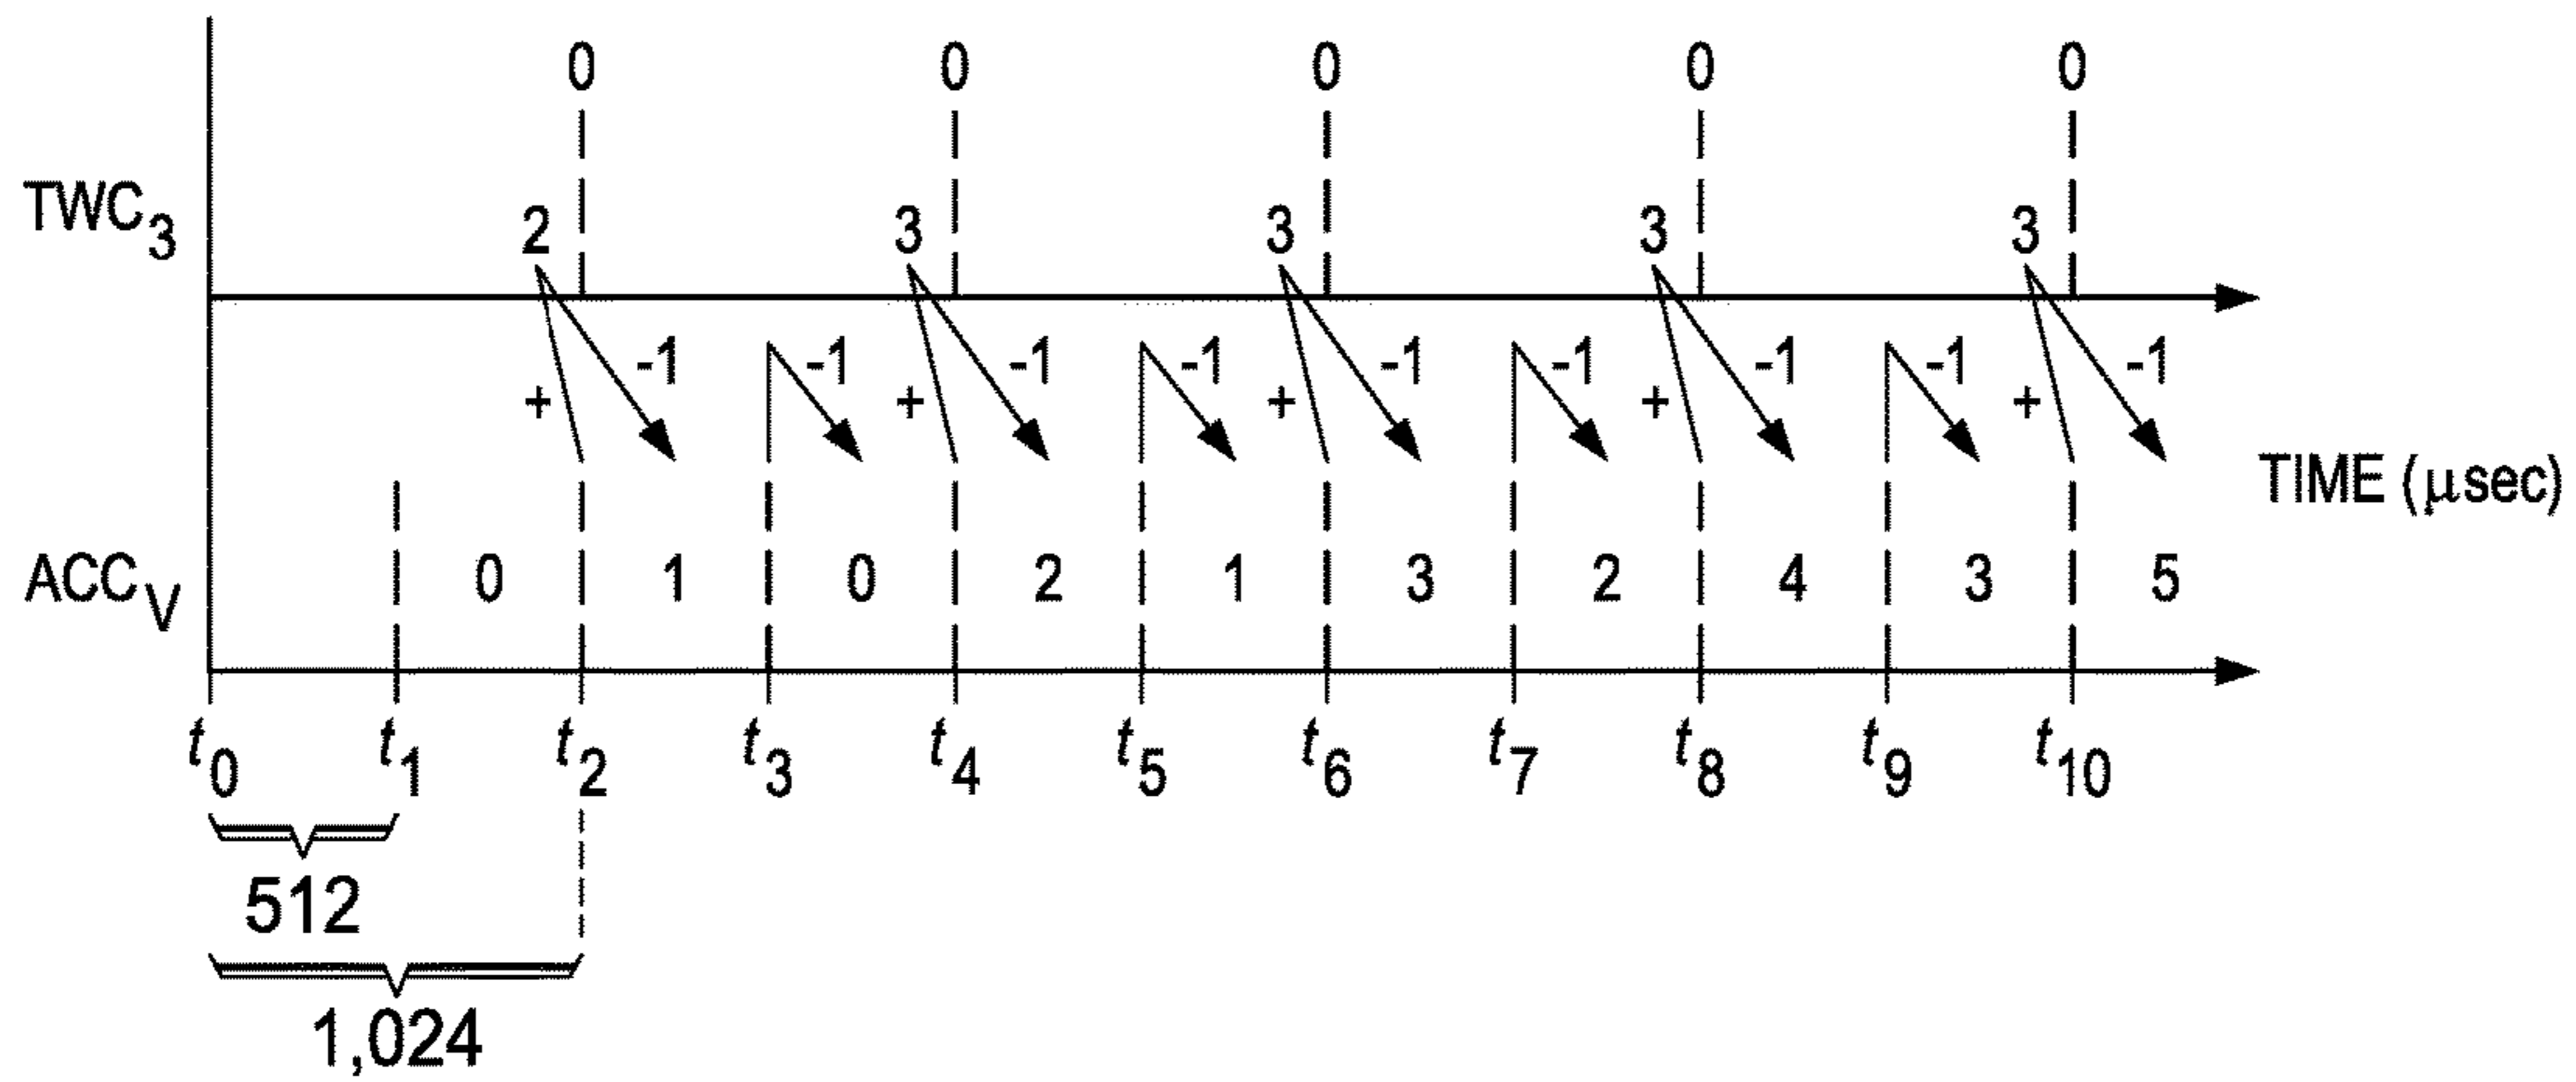 0 0 0 0 0
TWC3 2 3 3 3 3
-1 -1 -1 -1 -1 -1 -1 -1 -1
+ + + + +
TIME (μsec)
ACCV 0 1 0 2 1 3 2 4 3 5
t0 t1 t2 t3 t4 t5 t6 t7 t8 t9 t10
512
1,024